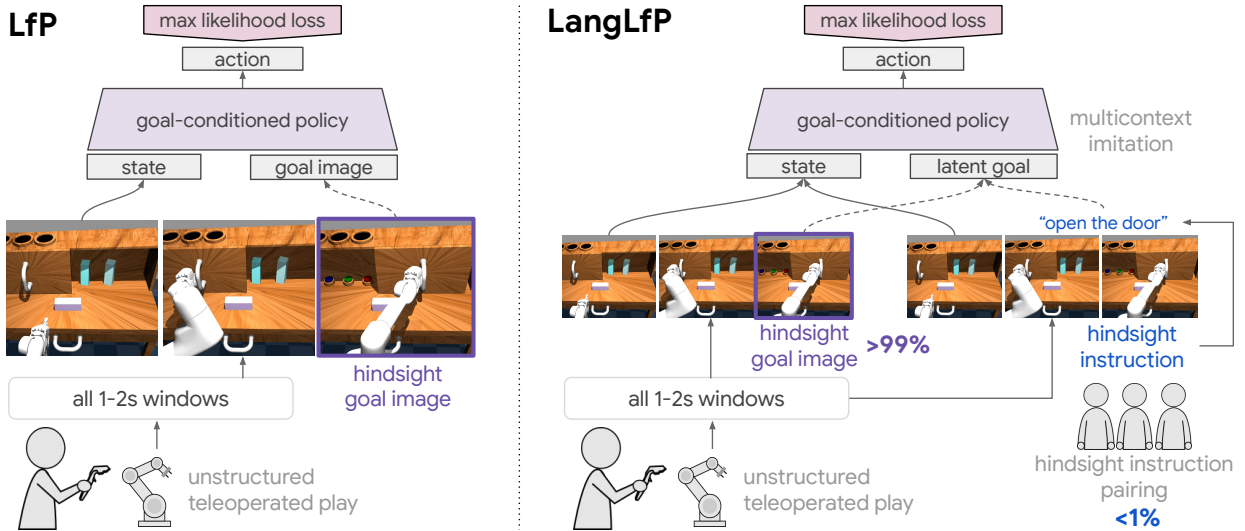 LfP
max likelihood loss
action
goal-conditioned policy
state
goal image
hindsight
goal image
all 1-2s windows
unstructured
teleoperated play
LangLfP
max likelihood loss
action
goal-conditioned policy
multicontext
imitation
state
latent goal
“open the door”
hindsight
goal image
>99%
hindsight
instruction
all 1-2s windows
unstructured
teleoperated play
hindsight instruction
pairing
<1%